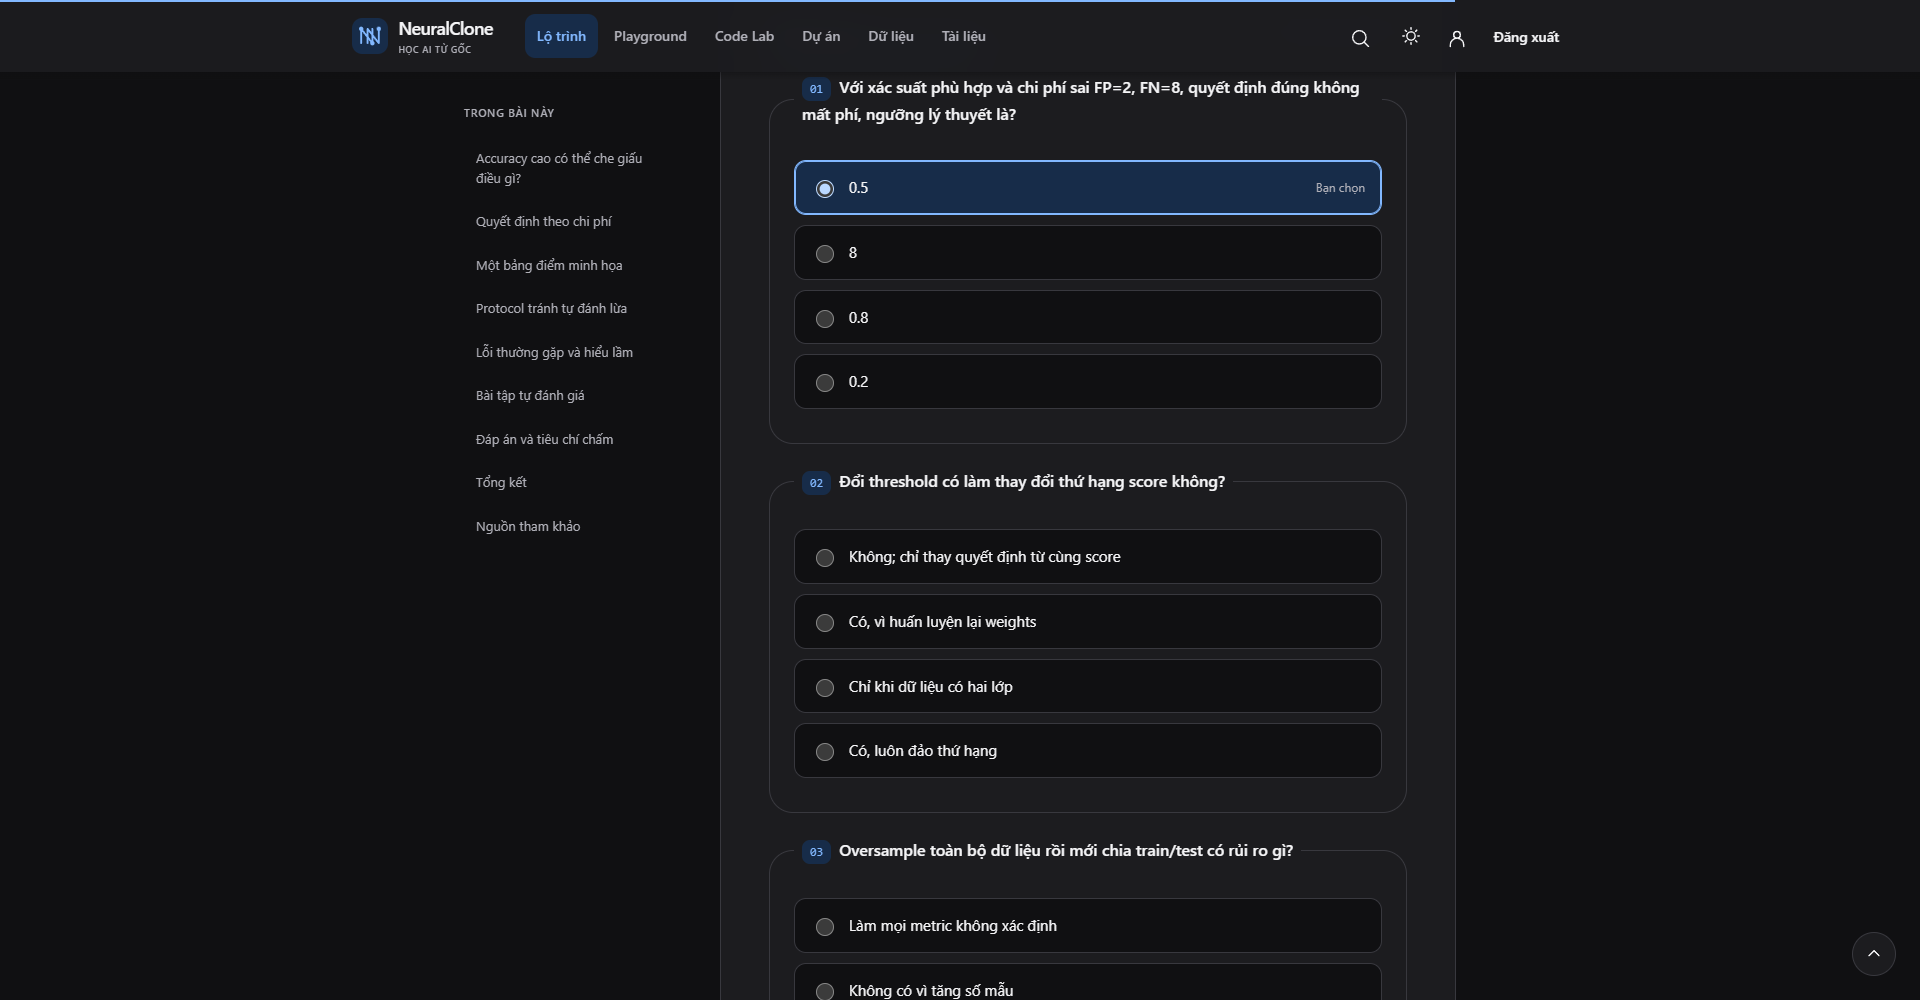 NeuralClone
HỌC AI TỪ GỐC
Lộ trình
Playground
Code Lab
Dự án
Dữ liệu
Tài liệu
Đăng xuất
TRONG BÀI NÀY
Accuracy cao có thể che giấu
điều gì?
Quyết định theo chi phí
Một bảng điểm minh họa
Protocol tránh tự đánh lừa
Lỗi thường gặp và hiểu lầm
Bài tập tự đánh giá
Đáp án và tiêu chí chấm
Tổng kết
Nguồn tham khảo
01 Với xác suất phù hợp và chi phí sai FP=2, FN=8, quyết định đúng không
mất phí, ngưỡng lý thuyết là?
0.5
Bạn chọn
8
0.8
0.2
02 Đổi threshold có làm thay đổi thứ hạng score không?
Không; chỉ thay quyết định từ cùng score
Có, vì huấn luyện lại weights
Chỉ khi dữ liệu có hai lớp
Có, luôn đảo thứ hạng
03 Oversample toàn bộ dữ liệu rồi mới chia train/test có rủi ro gì?
Làm mọi metric không xác định
Không có vì tăng số mẫu